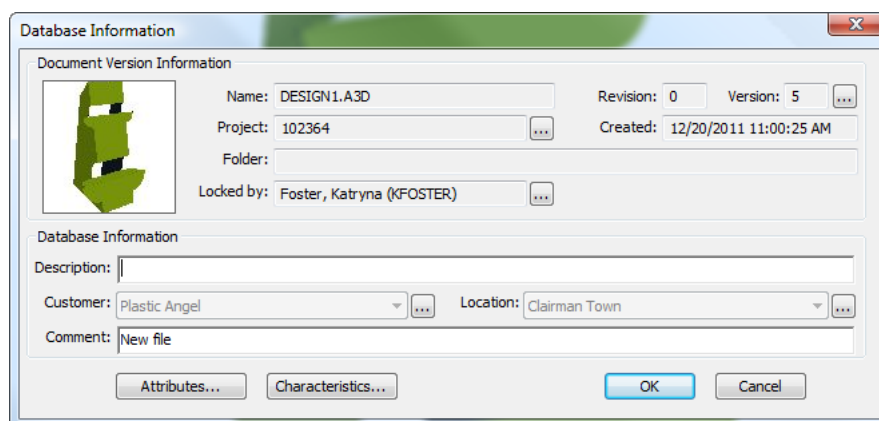 Database Information
Document Version Information
Name: DESIGN1.A3D Revision: 0 Version: 5 ...
Project: 102364 ... Created: 12/20/2011 11:00:25 AM
Folder:
Locked by: Foster, Katryna (KFOSTER) ...
Database Information
Description:
Customer: Plastic Angel ... Location: Clairman Town ...
Comment: New file
Attributes... Characteristics... OK Cancel